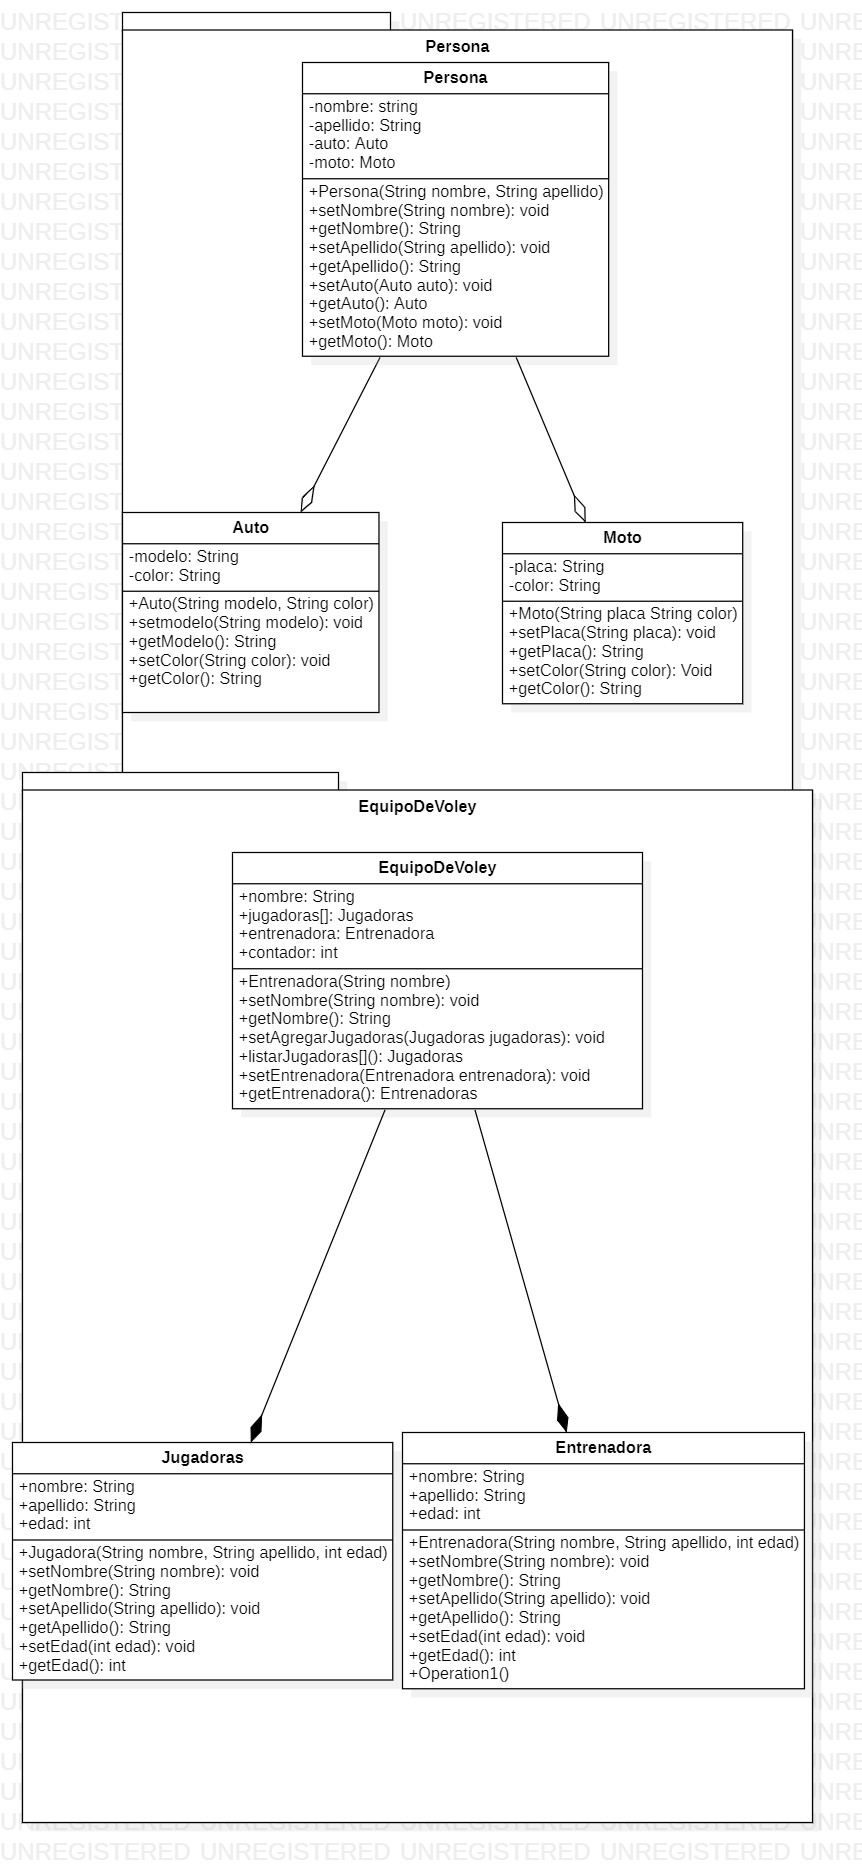 Persona
Persona
-nombre: string
-apellido: String
-auto: Auto
-moto: Moto
+Persona(String nombre, String apellido)
+setNombre(String nombre): void
+getNombre(): String
+setApellido(String apellido): void
+getApellido(): String
+setAuto(Auto auto): void
+getAuto(): Auto
+setMoto(Moto moto): void
+getMoto(): Moto
Auto
-modelo: String
-color: String
+Auto(String modelo, String color)
+setmodelo(String modelo): void
+getModelo(): String
+setColor(String color): void
+getColor(): String
Moto
-placa: String
-color: String
+Moto(String placa String color)
+setPlaca(String placa): void
+getPlaca(): String
+setColor(String color): Void
+getColor(): String
EquipoDeVoley
EquipoDeVoley
+nombre: String
+jugadoras[]: Jugadoras
+entrenadora: Entrenadora
+contador: int
+Entrenadora(String nombre)
+setNombre(String nombre): void
+getNombre(): String
+setAgregarJugadoras(Jugadoras jugadoras): void
+listarJugadoras[](): Jugadoras
+setEntrenadora(Entrenadora entrenadora): void
+getEntrenadora(): Entrenadoras
Jugadoras
+nombre: String
+apellido: String
+edad: int
+Jugadora(String nombre, String apellido, int edad)
+setNombre(String nombre): void
+getNombre(): String
+setApellido(String apellido): void
+getApellido(): String
+setEdad(int edad): void
+getEdad(): int
Entrenadora
+nombre: String
+apellido: String
+edad: int
+Entrenadora(String nombre, String apellido, int edad)
+setNombre(String nombre): void
+getNombre(): String
+setApellido(String apellido): void
+getApellido(): String
+setEdad(int edad): void
+getEdad(): int
+Operation1()
UNREGISTERED UNREGISTERED